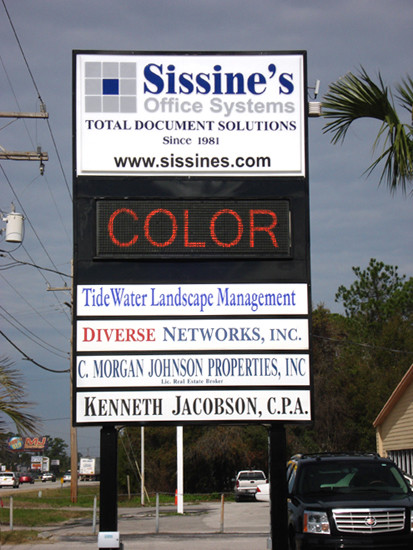 Sissine's
Office Systems
TOTAL DOCUMENT SOLUTIONS
Since 1981
www.sissines.com
COLOR
TideWater Landscape Management
DIVERSE NETWORKS, INC.
C. MORGAN JOHNSON PROPERTIES, INC
Lic. Real Estate Broker
KENNETH JACOBSON, C.P.A.